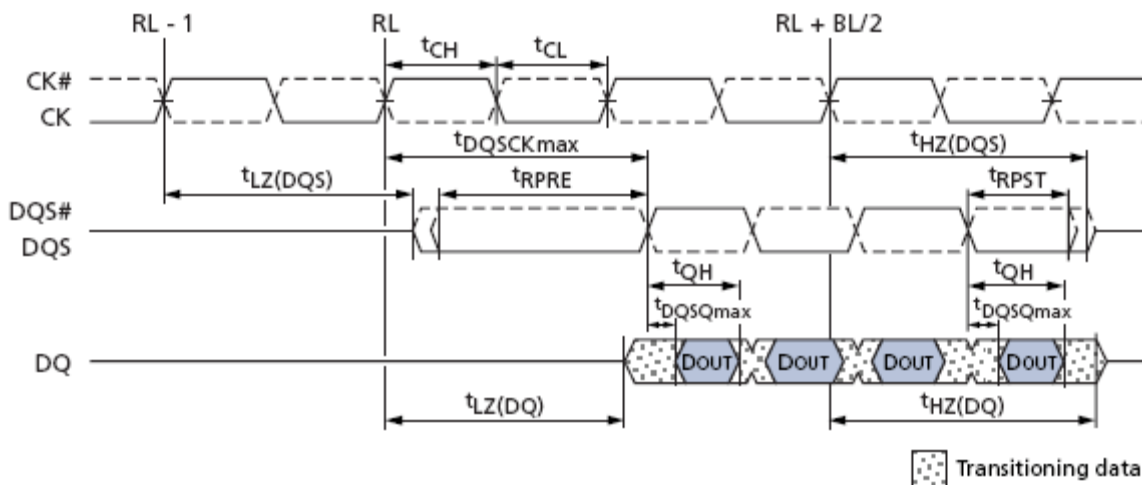 RL - 1 RL RL + BL/2
tCH tCL
CK#
CK
tDQSCKmax tHZ(DQS)
tLZ(DQS) tRPRE tRPST
DQS#
DQS
tQH tQH
tDQSQmax tDQSQmax
DQ DOUT DOUT DOUT DOUT
tLZ(DQ) tHZ(DQ)
Transitioning data